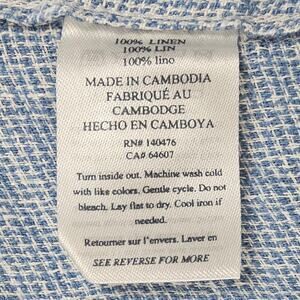 100% LINEN
100% LIN
100% lino
MADE IN CAMBODIA
FABRIQUÉ AU
CAMBODGE
HECHO EN CAMBOYA
RN# 140476
CA# 64607
Turn inside out. Machine wash cold
with like colors. Gentle cycle. Do not
bleach. Lay flat to dry. Cool iron if
needed.
Retourner sur l'envers. Laver en
SEE REVERSE FOR MORE